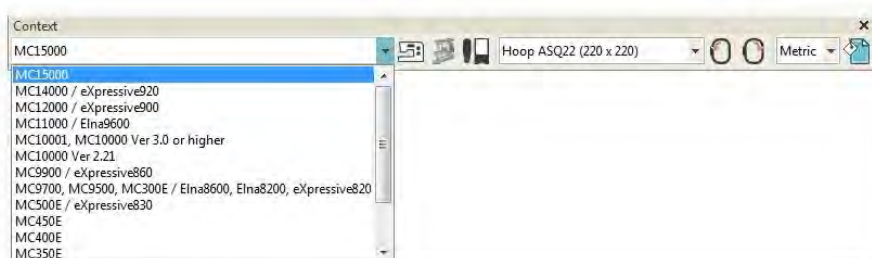 Context
MC15000 Hoop ASQ22 (220 x 220) Metric
MC15000
MC14000 / eXpressive920
MC12000 / eXpressive900
MC11000 / Elna9600
MC10001, MC10000 Ver 3.0 or higher
MC10000 Ver 2.21
MC9900 / eXpressive860
MC9700, MC9500, MC300E / Elna8600, Elna8200, eXpressive820
MC500E / eXpressive830
MC450E
MC400E
MC350E